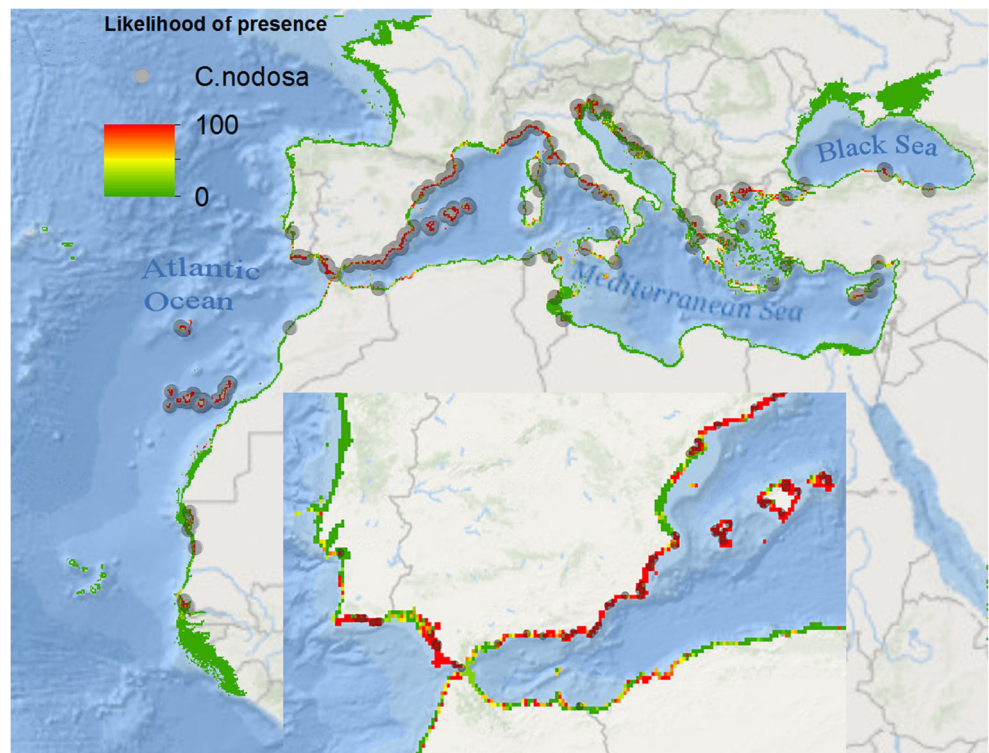 Likelihood of presence
C.nodosa
100
0
Black Sea
Atlantic
Ocean
Mediterranean Sea